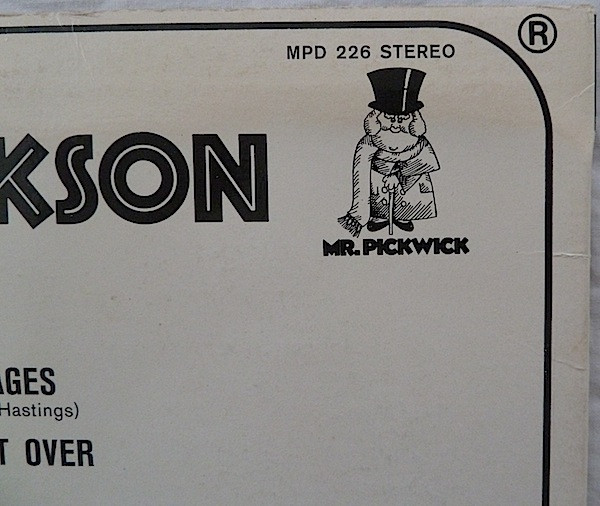 ®
MPD 226 STEREO
KSON
MR. PICKWICK
AGES
Hastings)
T OVER